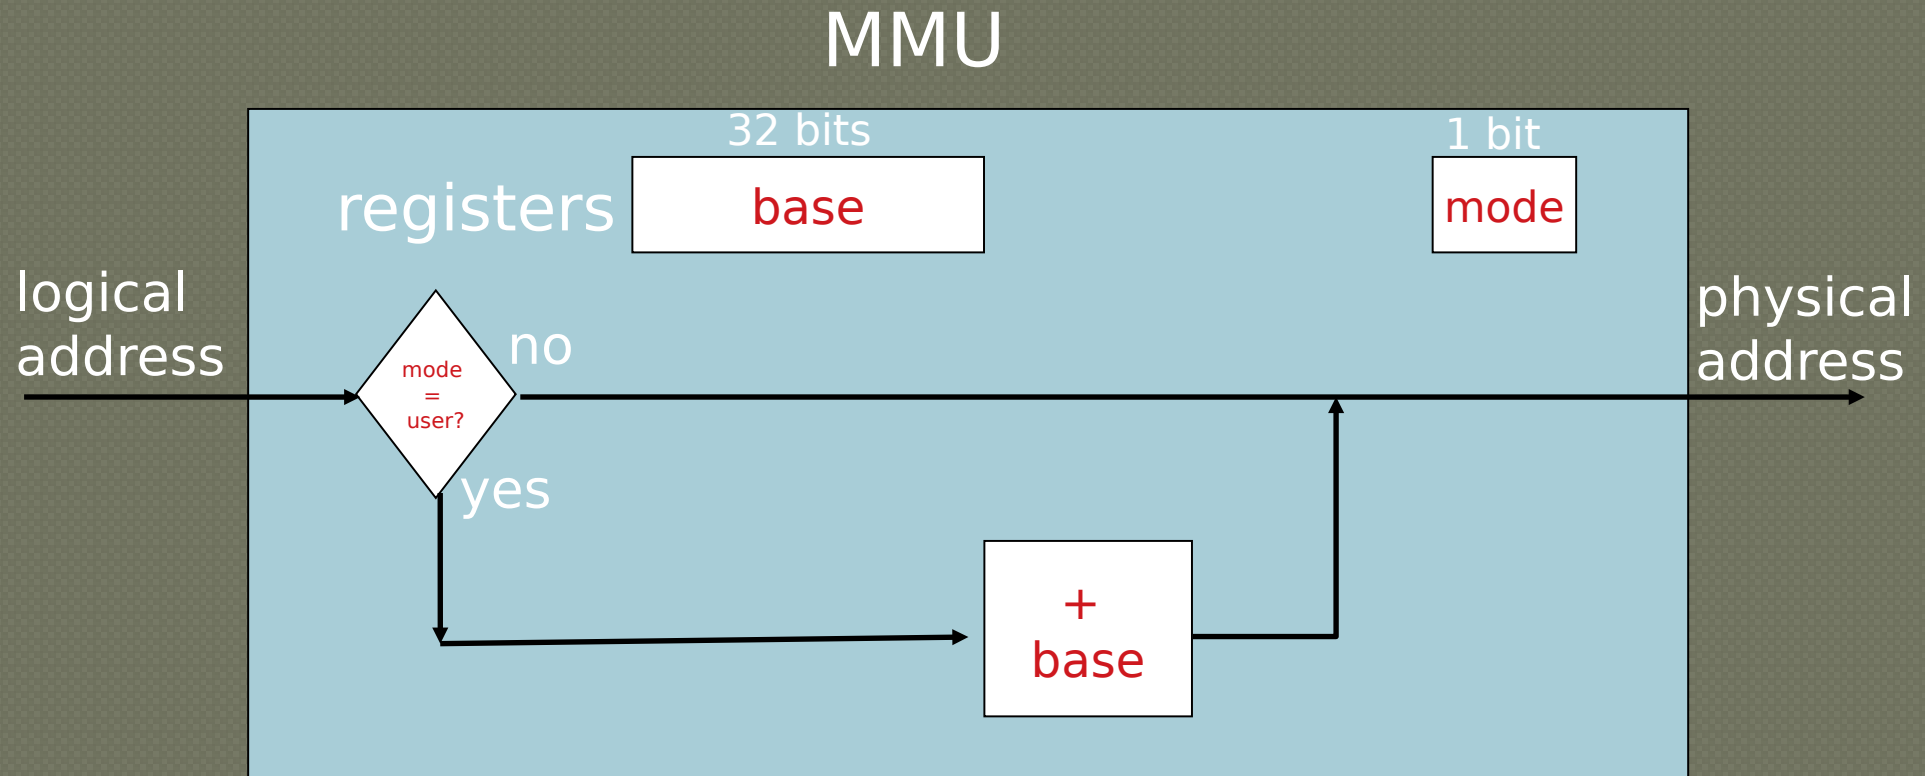 MMU
32 bits
1 bit
registers
base
mode
logical
address
physical
address
no
mode
=
user?
yes
+
base